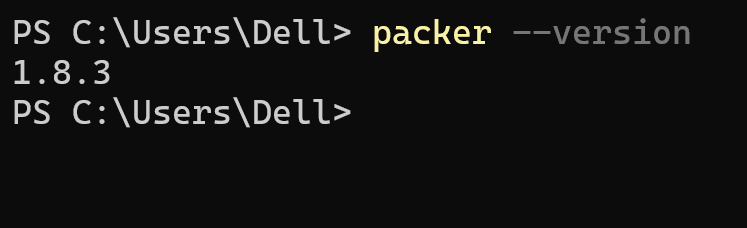 PS C:\Users\Dell> packer --version
1.8.3
PS C:\Users\Dell>